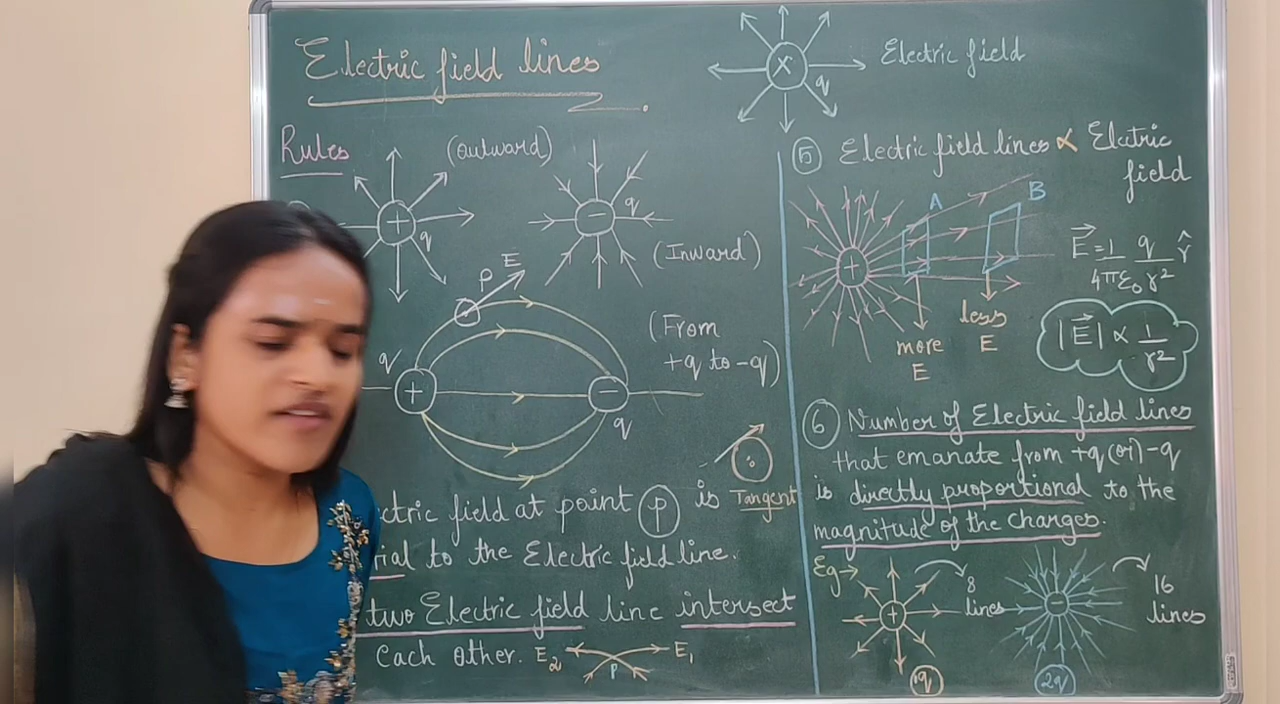 Electric field lines
Rules
(outward)
+
q
-
q
(Inward)
P
E
q
+
-
q
(From
+q to -q)
ctric field at point P is Tangent
ial to the Electric field line.
two Electric field line intersect
each other. E₂ E₁
P
X
q
Electric field
5 Electric field lines ∝ Electric
field
A
B
+
more
E
less
E
E⃗ = 1/4πε₀ q/r² r̂
|E⃗| ∝ 1/r²
6 Number of Electric field lines
that emanate from +q (or) -q
is directly proportional to the
magnitude of the charges.
Eg→
+
8
lines
-
16
lines
2q